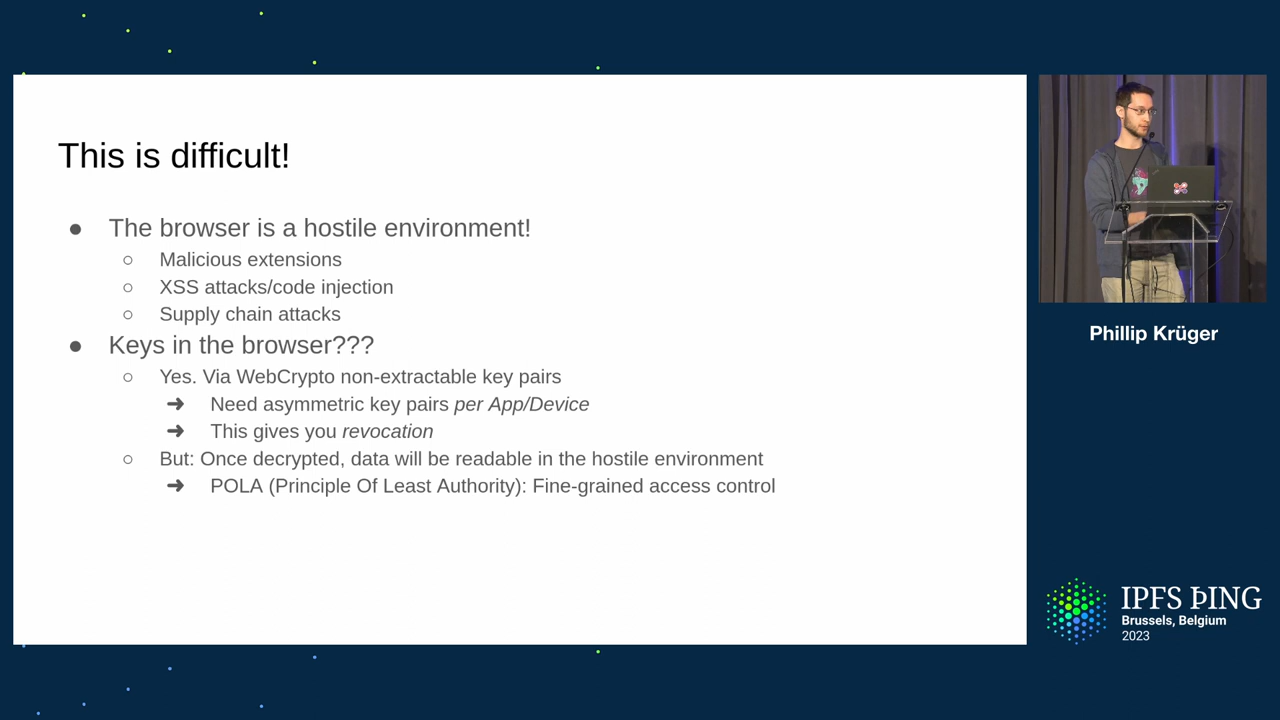 This is difficult!
● The browser is a hostile environment!
○ Malicious extensions
○ XSS attacks/code injection
○ Supply chain attacks
● Keys in the browser???
○ Yes. Via WebCrypto non-extractable key pairs
➜ Need asymmetric key pairs per App/Device
➜ This gives you revocation
○ But: Once decrypted, data will be readable in the hostile environment
➜ POLA (Principle Of Least Authority): Fine-grained access control
Phillip Krüger
IPFS ÞING
Brussels, Belgium
2023